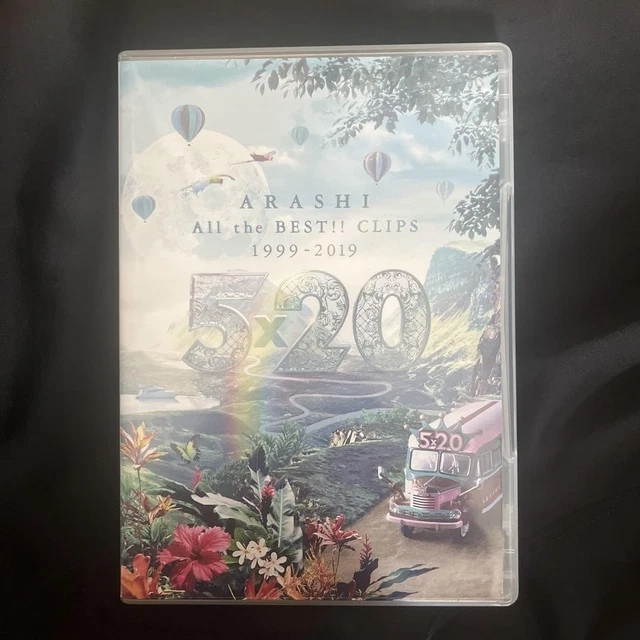 ARASHI
All the BEST!! CLIPS
1999-2019
5x20
5x20